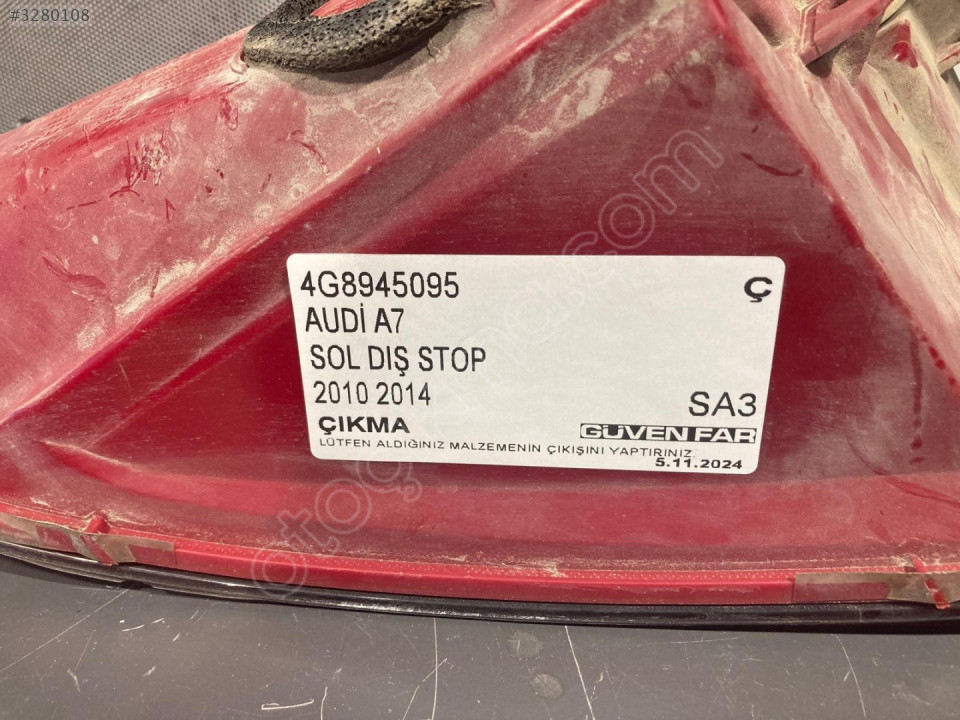 #3280108
4G8945095
Ç
AUDİ A7
SOL DIŞ STOP
2010 2014
SA3
ÇIKMA
GÜVEN FAR
LÜTFEN ALDIĞINIZ MALZEMENİN ÇIKIŞINI YAPTIRINIZ.
5.11.2024